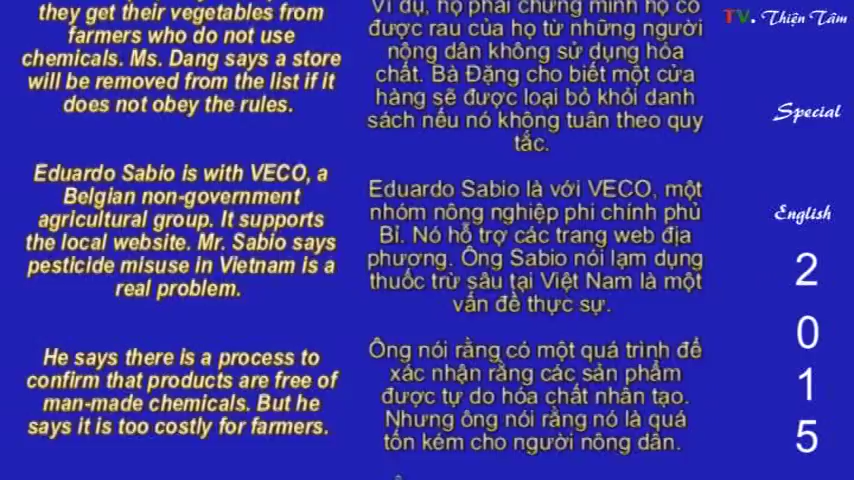 they get their vegetables from
farmers who do not use
chemicals. Ms. Dang says a store
will be removed from the list if it
does not obey the rules.
Eduardo Sabio is with VECO, a
Belgian non-government
agricultural group. It supports
the local website. Mr. Sabio says
pesticide misuse in Vietnam is a
real problem.
He says there is a process to
confirm that products are free of
man-made chemicals. But he
says it is too costly for farmers.
Ví dụ, họ phải chứng minh họ có
được rau của họ từ những người
nông dân không sử dụng hóa
chất. Bà Đặng cho biết một cửa
hàng sẽ được loại bỏ khỏi danh
sách nếu nó không tuân theo quy
tắc.
Eduardo Sabio là với VECO, một
nhóm nông nghiệp phi chính phủ
Bỉ. Nó hỗ trợ các trang web địa
phương. Ông Sabio nói lạm dụng
thuốc trừ sâu tại Việt Nam là một
vấn đề thực sự.
Ông nói rằng có một quá trình để
xác nhận rằng các sản phẩm
được tự do hóa chất nhân tạo.
Nhưng ông nói rằng nó là quá
tốn kém cho người nông dân.
TV. Thiện Tâm
Special
English
2
0
1
5